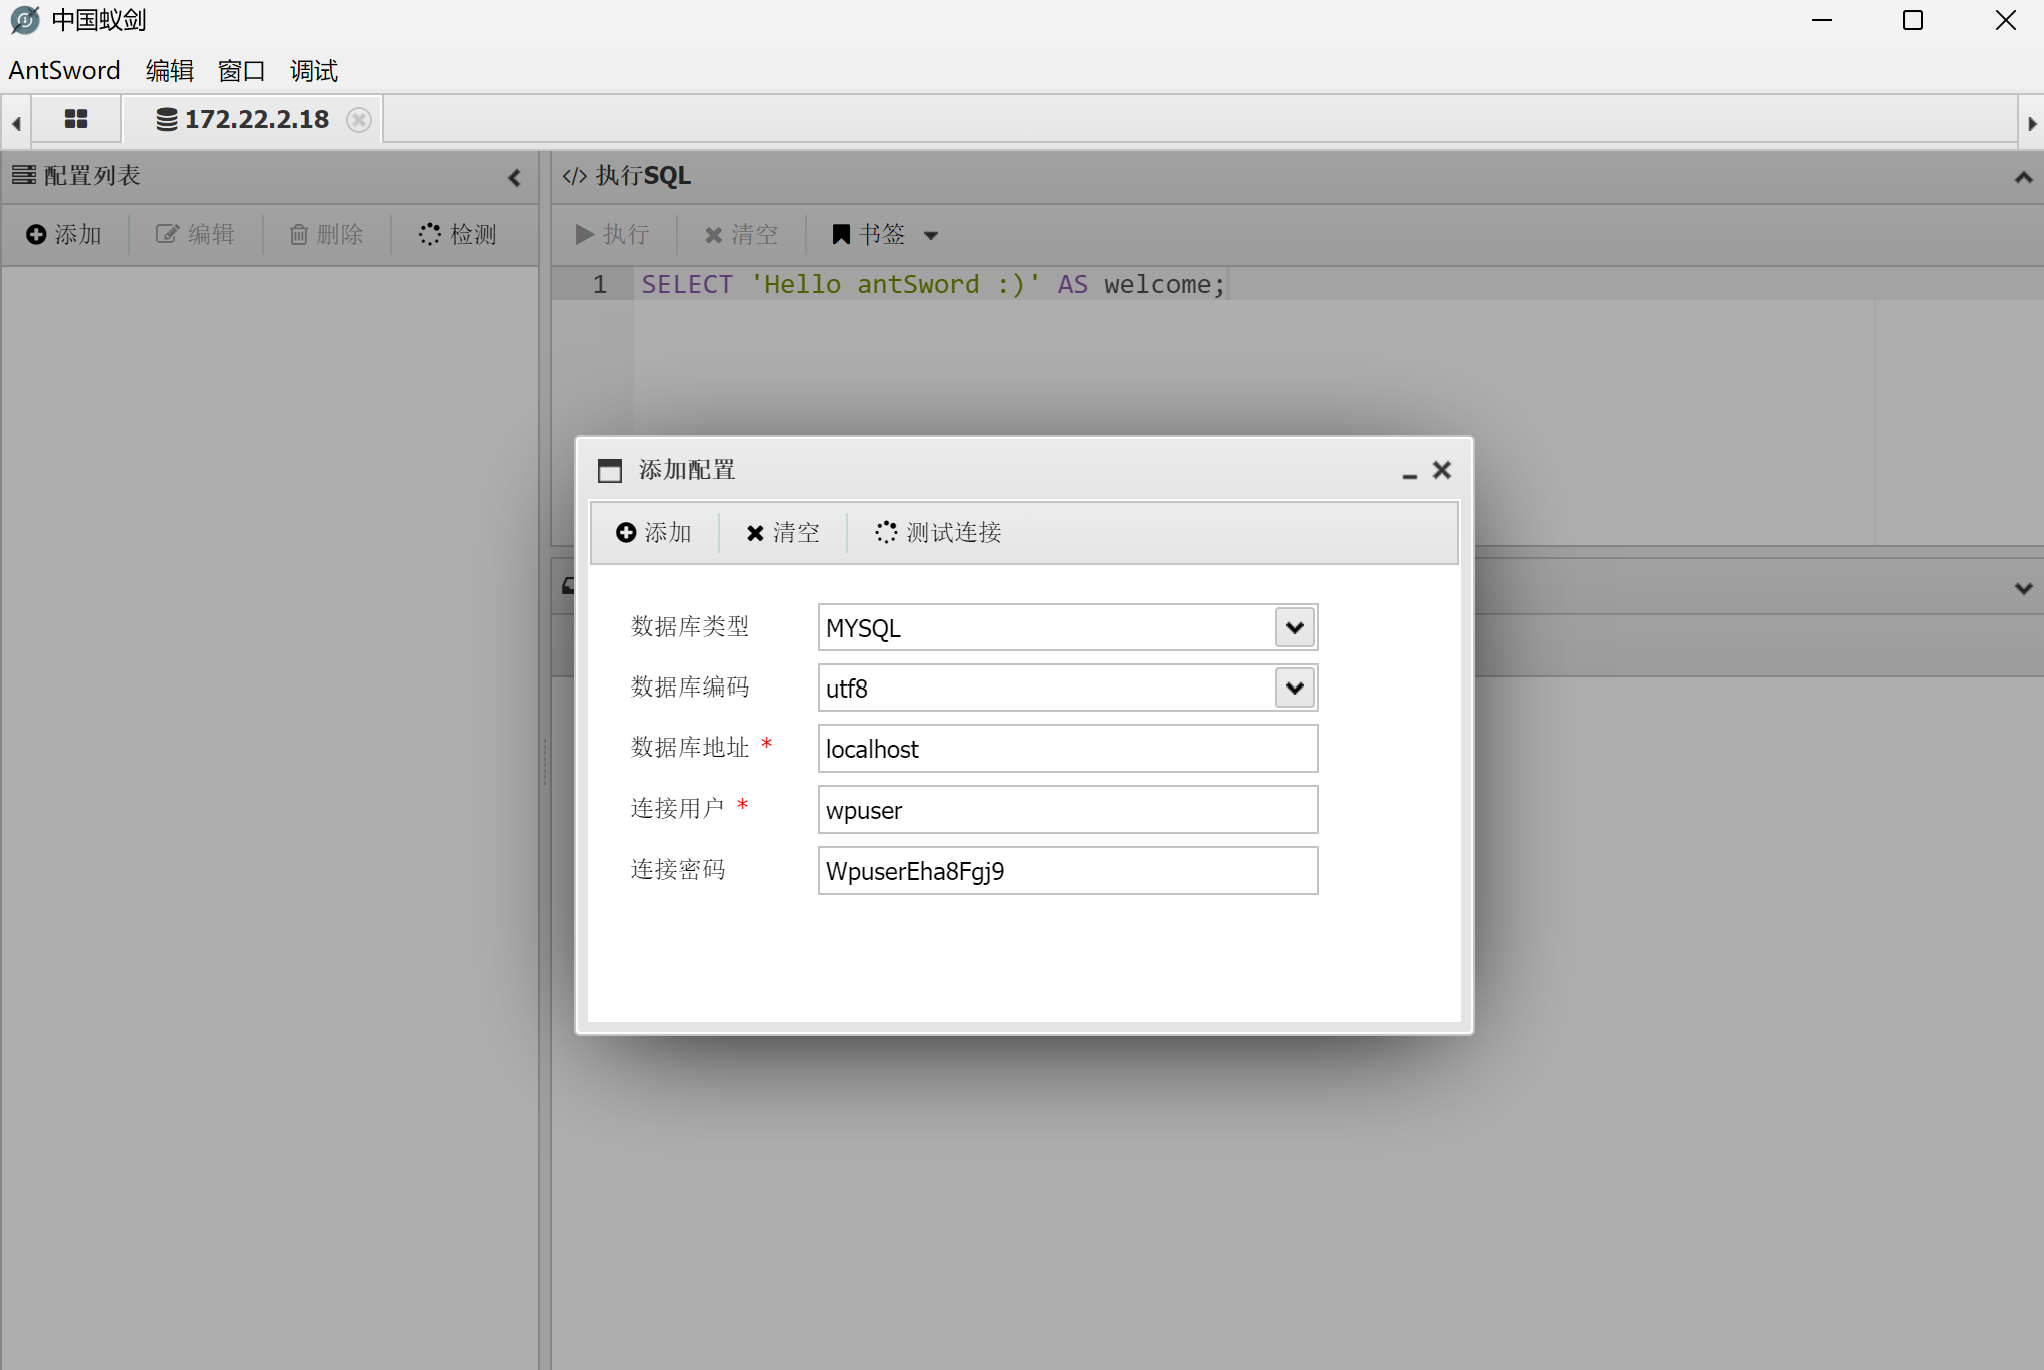 中国蚁剑
AntSword 编辑 窗口 调试
172.22.2.18
配置列表
添加 编辑 删除 检测
</> 执行SQL
执行 清空 书签
1 SELECT 'Hello antSword :)' AS welcome;
添加配置
添加 清空 测试连接
数据库类型 MYSQL
数据库编码 utf8
数据库地址 * localhost
连接用户 * wpuser
连接密码 WpuserEha8Fgj9